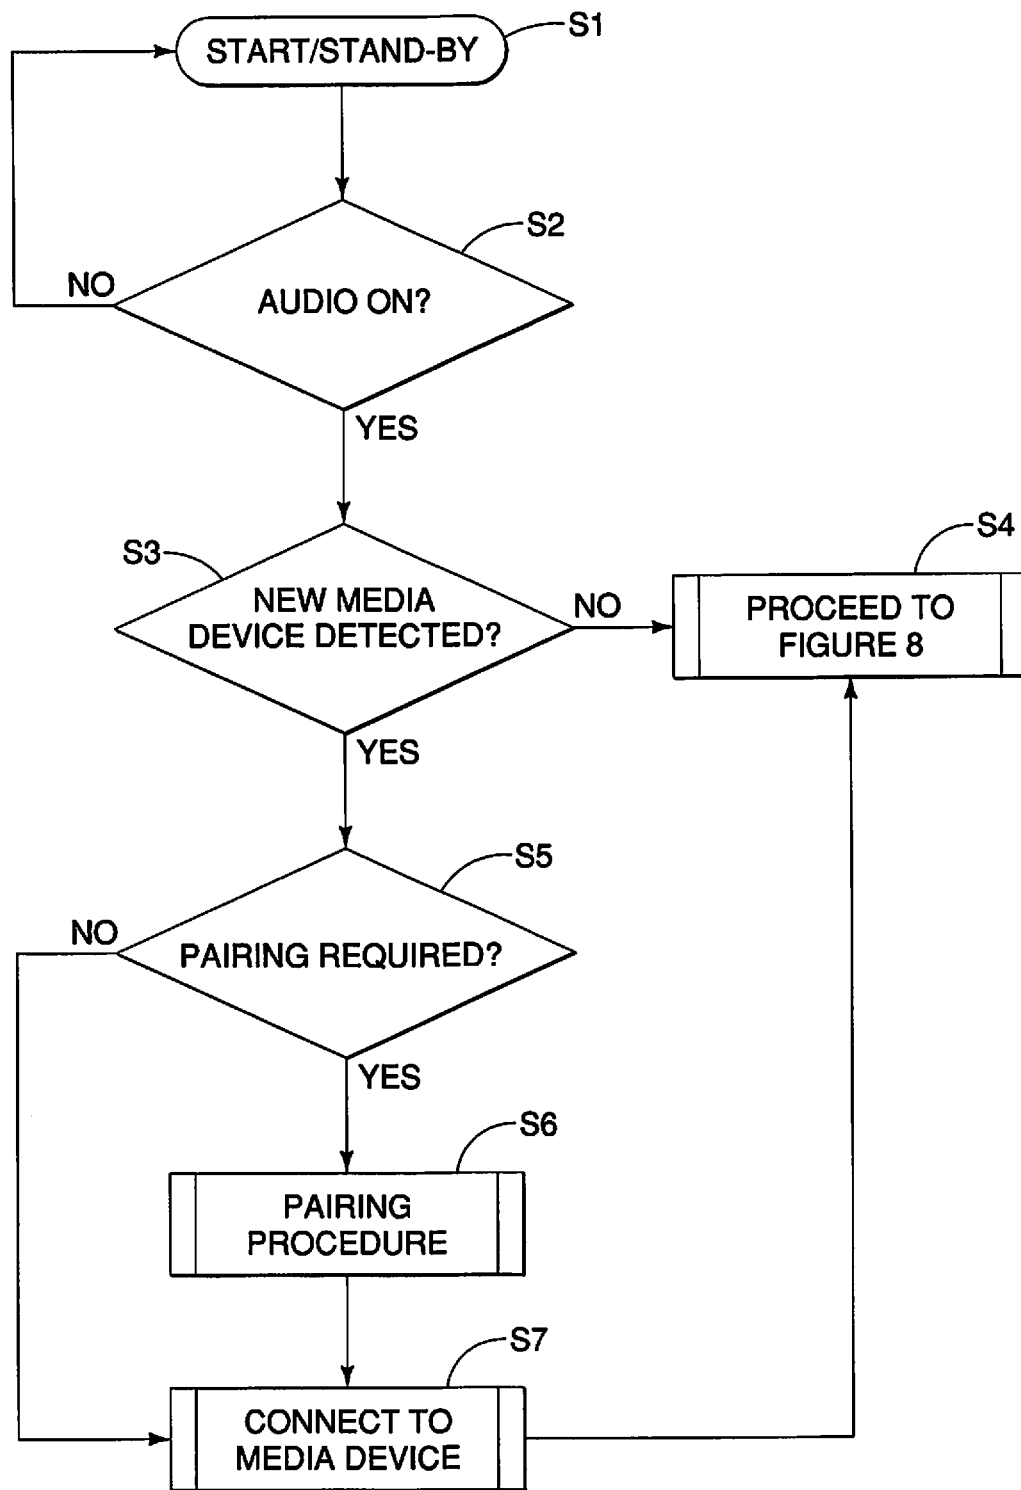 START/STAND-BY
S1
S2
NO
AUDIO ON?
YES
S3
NEW MEDIA
DEVICE DETECTED?
NO
S4
PROCEED TO
FIGURE 8
YES
S5
NO
PAIRING REQUIRED?
YES
S6
PAIRING
PROCEDURE
S7
CONNECT TO
MEDIA DEVICE